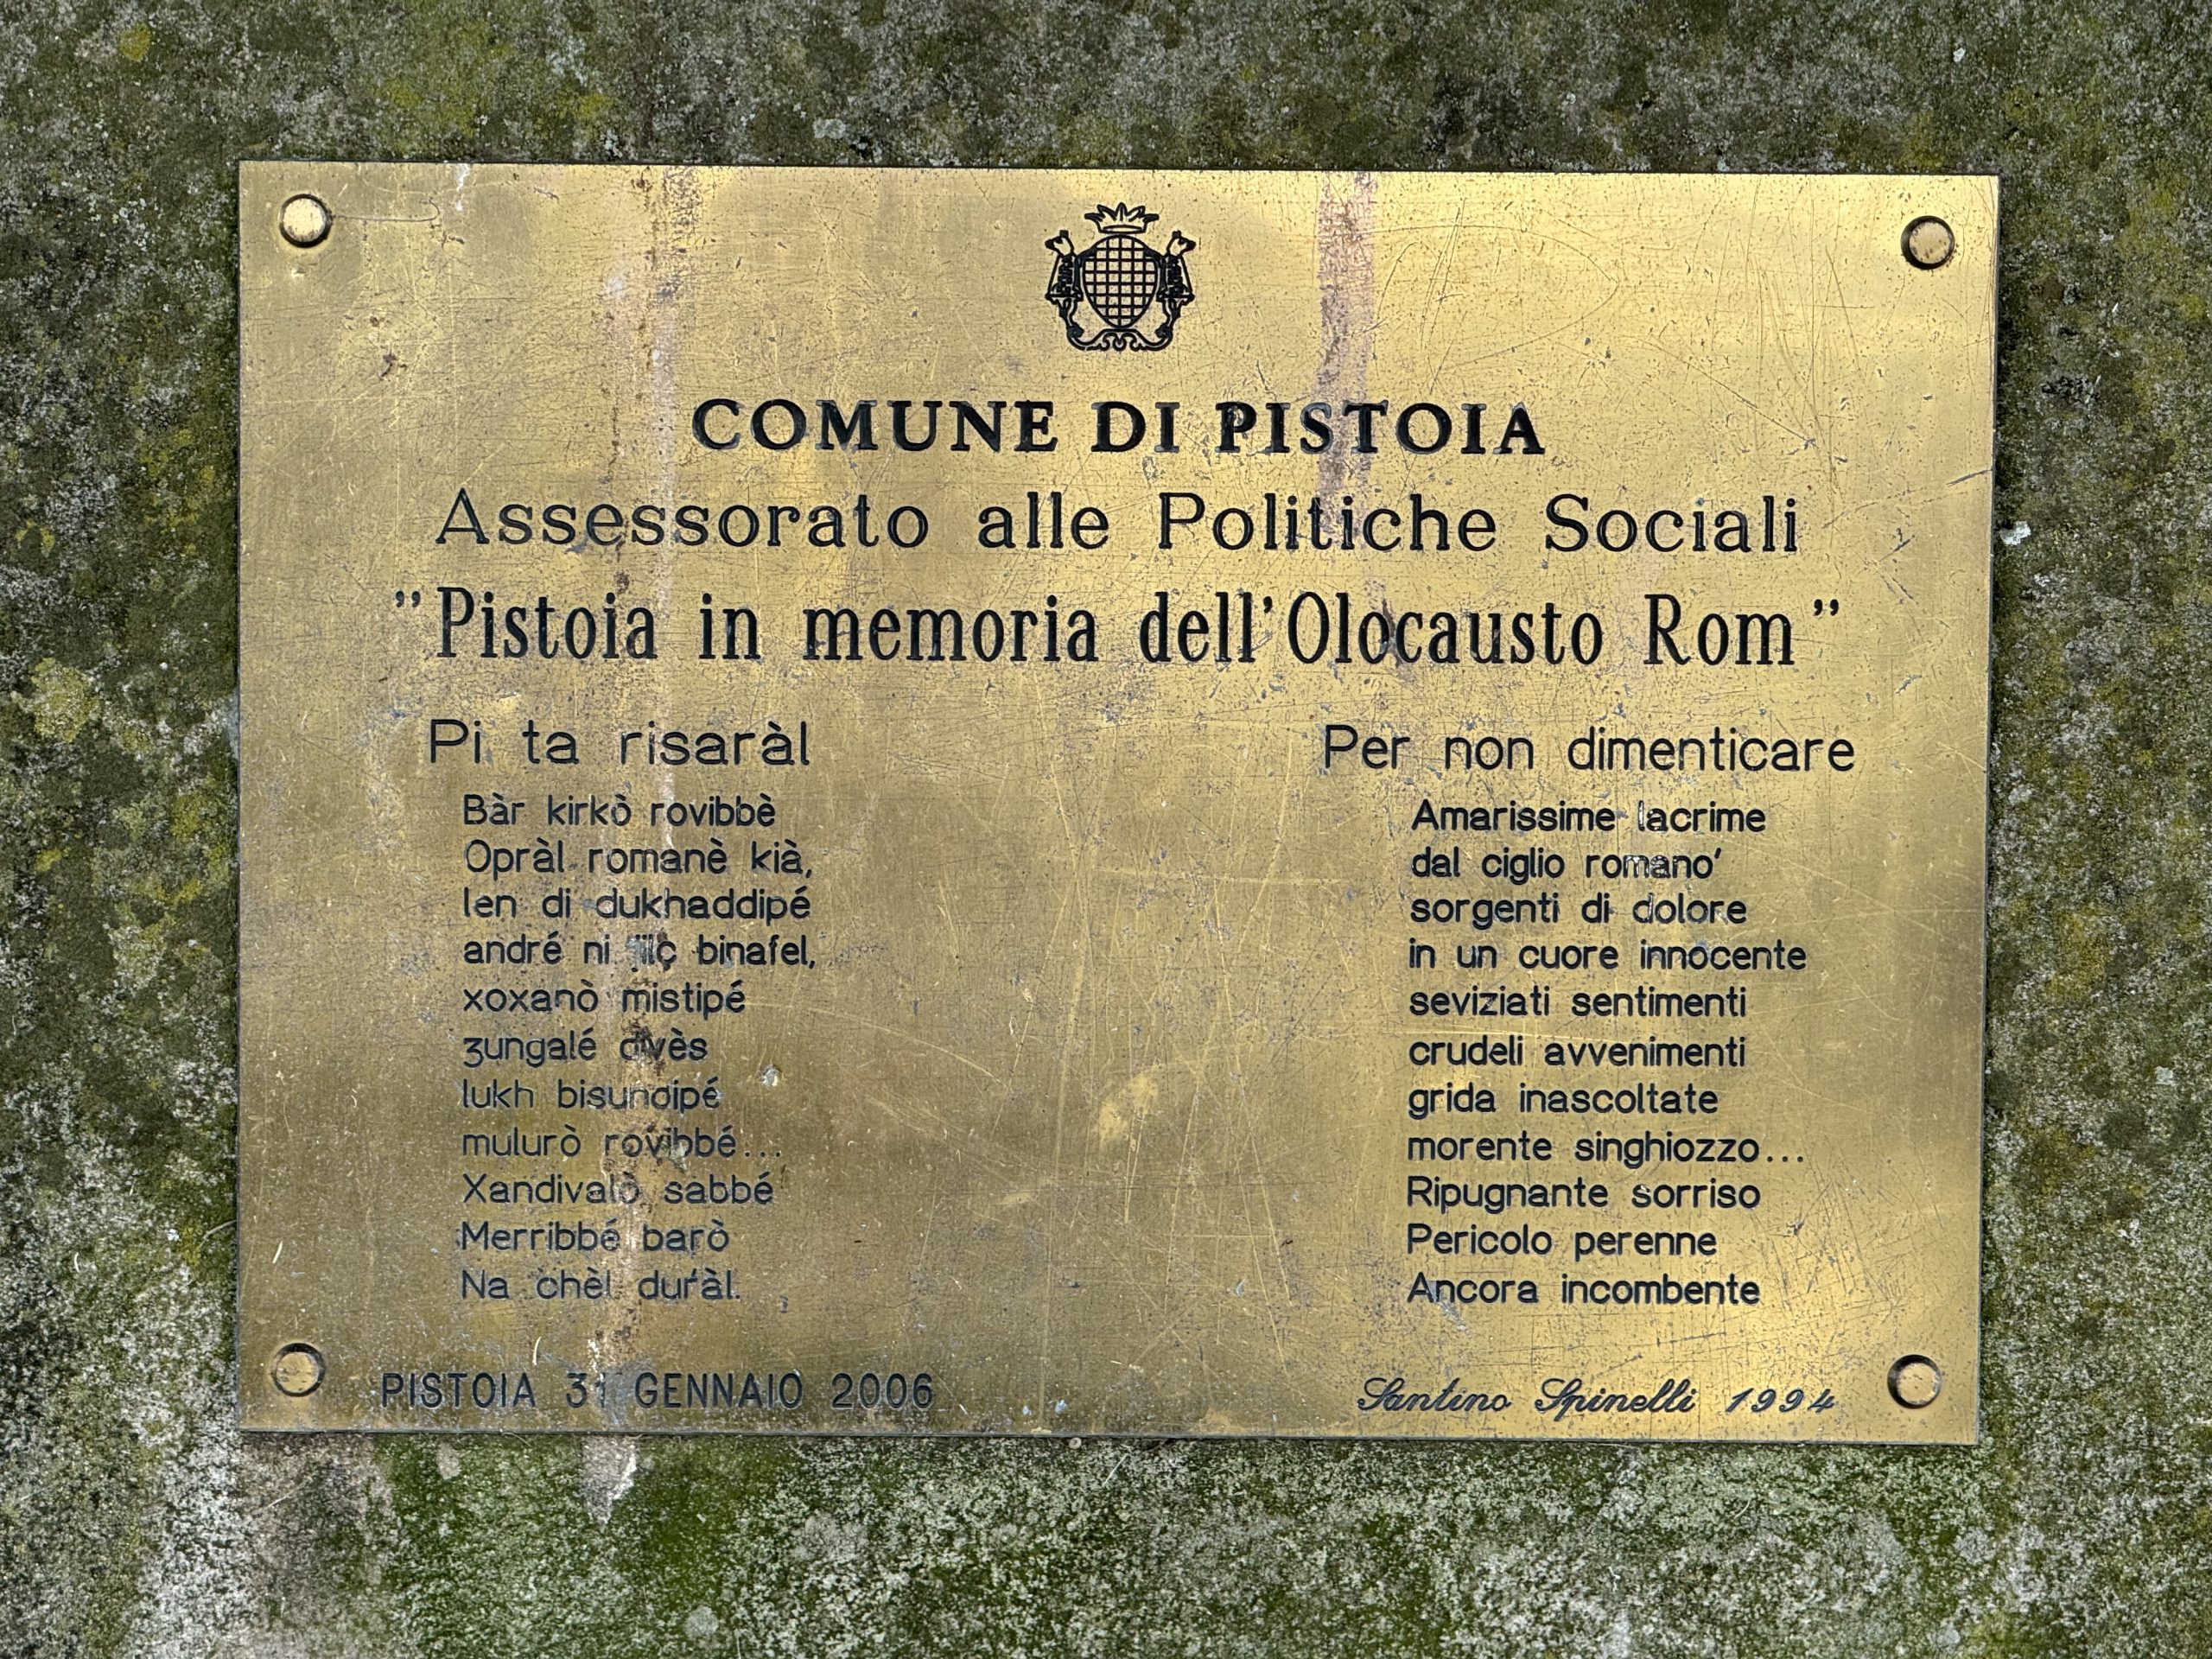 COMUNE DI PISTOIA
Assessorato alle Politiche Sociali
"Pistoia in memoria dell'Olocausto Rom"
Pi ta risaràl
Bàr kirkò rovibbè
Opràl romanè kià,
len di dukhaddipé
andré ni binafel,
xoxanò mistipé
ʒungalé divès
lukh bisundipé
mulurò rovibbé...
Xandivalò sabbé
Merribbé barò
Na chèl duŕàl.
Per non dimenticare
Amarissime lacrime
dal ciglio romano'
sorgenti di dolore
in un cuore innocente
seviziati sentimenti
crudeli avvenimenti
grida inascoltate
morente singhiozzo...
Ripugnante sorriso
Pericolo perenne
Ancora incombente
PISTOIA 31 GENNAIO 2006
Santino Spinelli 1994